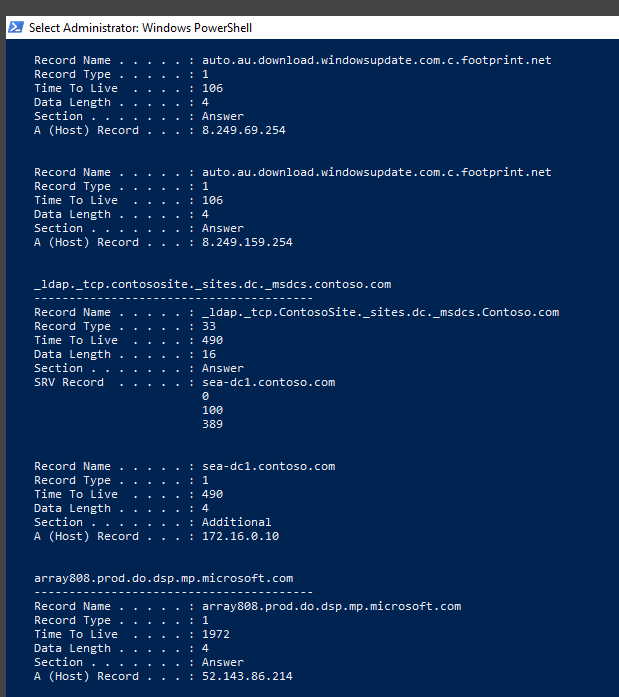 Select Administrator: Windows PowerShell
Record Name . . . . . : auto.au.download.windowsupdate.com.c.footprint.net
Record Type . . . . . : 1
Time To Live  . . . . : 106
Data Length . . . . . : 4
Section . . . . . . . : Answer
A (Host) Record . . . : 8.249.69.254
Record Name . . . . . : auto.au.download.windowsupdate.com.c.footprint.net
Record Type . . . . . : 1
Time To Live  . . . . : 106
Data Length . . . . . : 4
Section . . . . . . . : Answer
A (Host) Record . . . : 8.249.159.254
_ldap._tcp.contososite._sites.dc._msdcs.contoso.com
----------------------------------------
Record Name . . . . . : _ldap._tcp.ContosoSite._sites.dc._msdcs.Contoso.com
Record Type . . . . . : 33
Time To Live  . . . . : 490
Data Length . . . . . : 16
Section . . . . . . . : Answer
SRV Record  . . . . . : sea-dc1.contoso.com
0
100
389
Record Name . . . . . : sea-dc1.contoso.com
Record Type . . . . . : 1
Time To Live  . . . . : 490
Data Length . . . . . : 4
Section . . . . . . . : Additional
A (Host) Record . . . : 172.16.0.10
array808.prod.do.dsp.mp.microsoft.com
----------------------------------------
Record Name . . . . . : array808.prod.do.dsp.mp.microsoft.com
Record Type . . . . . : 1
Time To Live  . . . . : 1972
Data Length . . . . . : 4
Section . . . . . . . : Answer
A (Host) Record . . . : 52.143.86.214